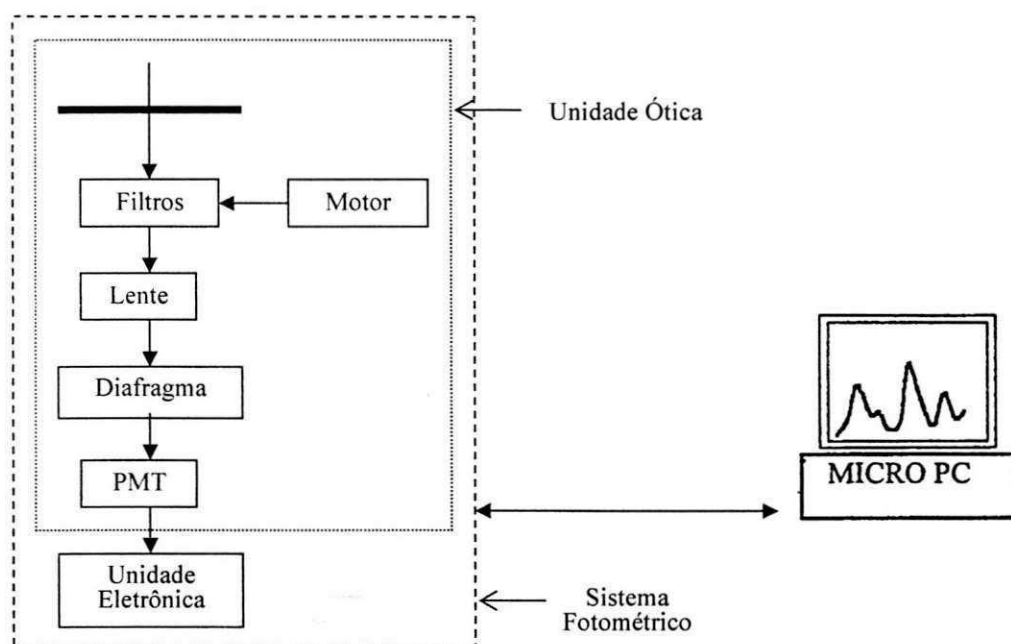 Unidade Ótica
Filtros
Motor
Lente
Diafragma
PMT
MICRO PC
Unidade
Eletrônica
Sistema
Fotométrico